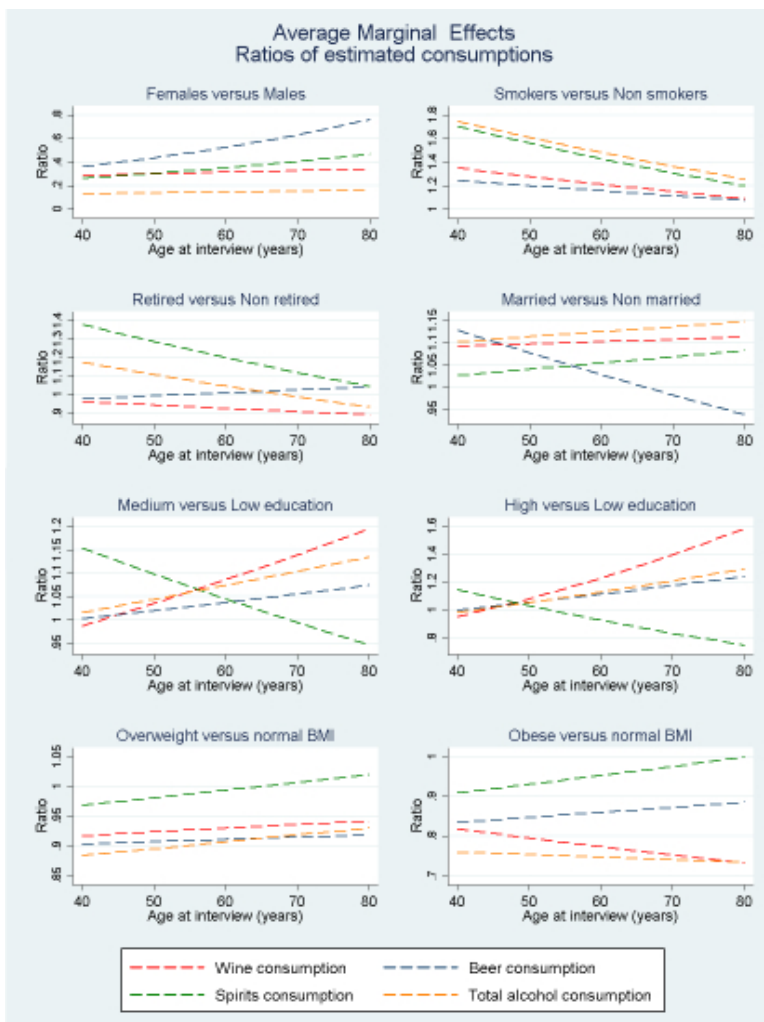 Average Marginal Effects
Ratios of estimated consumptions
Females versus Males
Ratio
.8
.6
.4
.2
0
40 50 60 70 80
Age at interview (years)
Smokers versus Non smokers
Ratio
1.8
1.6
1.4
1.2
1
40 50 60 70 80
Age at interview (years)
Retired versus Non retired
Ratio
1.4
1.3
1.2
1.1
1
.9
40 50 60 70 80
Age at interview (years)
Married versus Non married
Ratio
1.15
1.1
1.05
1
.95
40 50 60 70 80
Age at interview (years)
Medium versus Low education
Ratio
1.2
1.15
1.1
1.05
1
.95
40 50 60 70 80
Age at interview (years)
High versus Low education
Ratio
1.6
1.4
1.2
1
.8
40 50 60 70 80
Age at interview (years)
Overweight versus normal BMI
Ratio
1.05
1
.95
.9
.85
40 50 60 70 80
Age at interview (years)
Obese versus normal BMI
Ratio
1
.9
.8
.7
40 50 60 70 80
Age at interview (years)
Wine consumption
Beer consumption
Spirits consumption
Total alcohol consumption